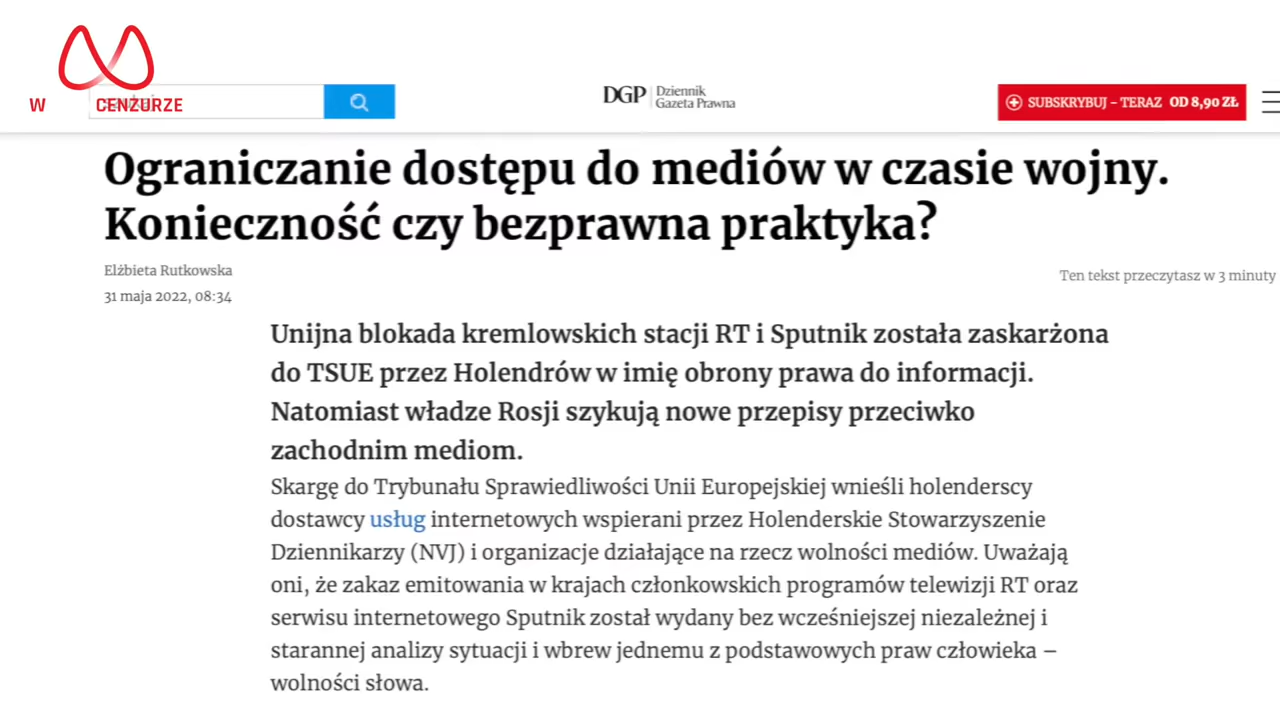 W CENZURZE
DGP Dziennik
Gazeta Prawna
SUBSKRYBUJ – TERAZ OD 8,90 ZŁ
Ograniczanie dostępu do mediów w czasie wojny.
Konieczność czy bezprawna praktyka?
Elżbieta Rutkowska
31 maja 2022, 08:34
Ten tekst przeczytasz w 3 minuty
Unijna blokada kremlowskich stacji RT i Sputnik została zaskarżona
do TSUE przez Holendrów w imię obrony prawa do informacji.
Natomiast władze Rosji szykują nowe przepisy przeciwko
zachodnim mediom.
Skargę do Trybunału Sprawiedliwości Unii Europejskiej wnieśli holenderscy
dostawcy usług internetowych wspierani przez Holenderskie Stowarzyszenie
Dziennikarzy (NVJ) i organizacje działające na rzecz wolności mediów. Uważają
oni, że zakaz emitowania w krajach członkowskich programów telewizji RT oraz
serwisu internetowego Sputnik został wydany bez wcześniejszej niezależnej i
starannej analizy sytuacji i wbrew jednemu z podstawowych praw człowieka –
wolności słowa.